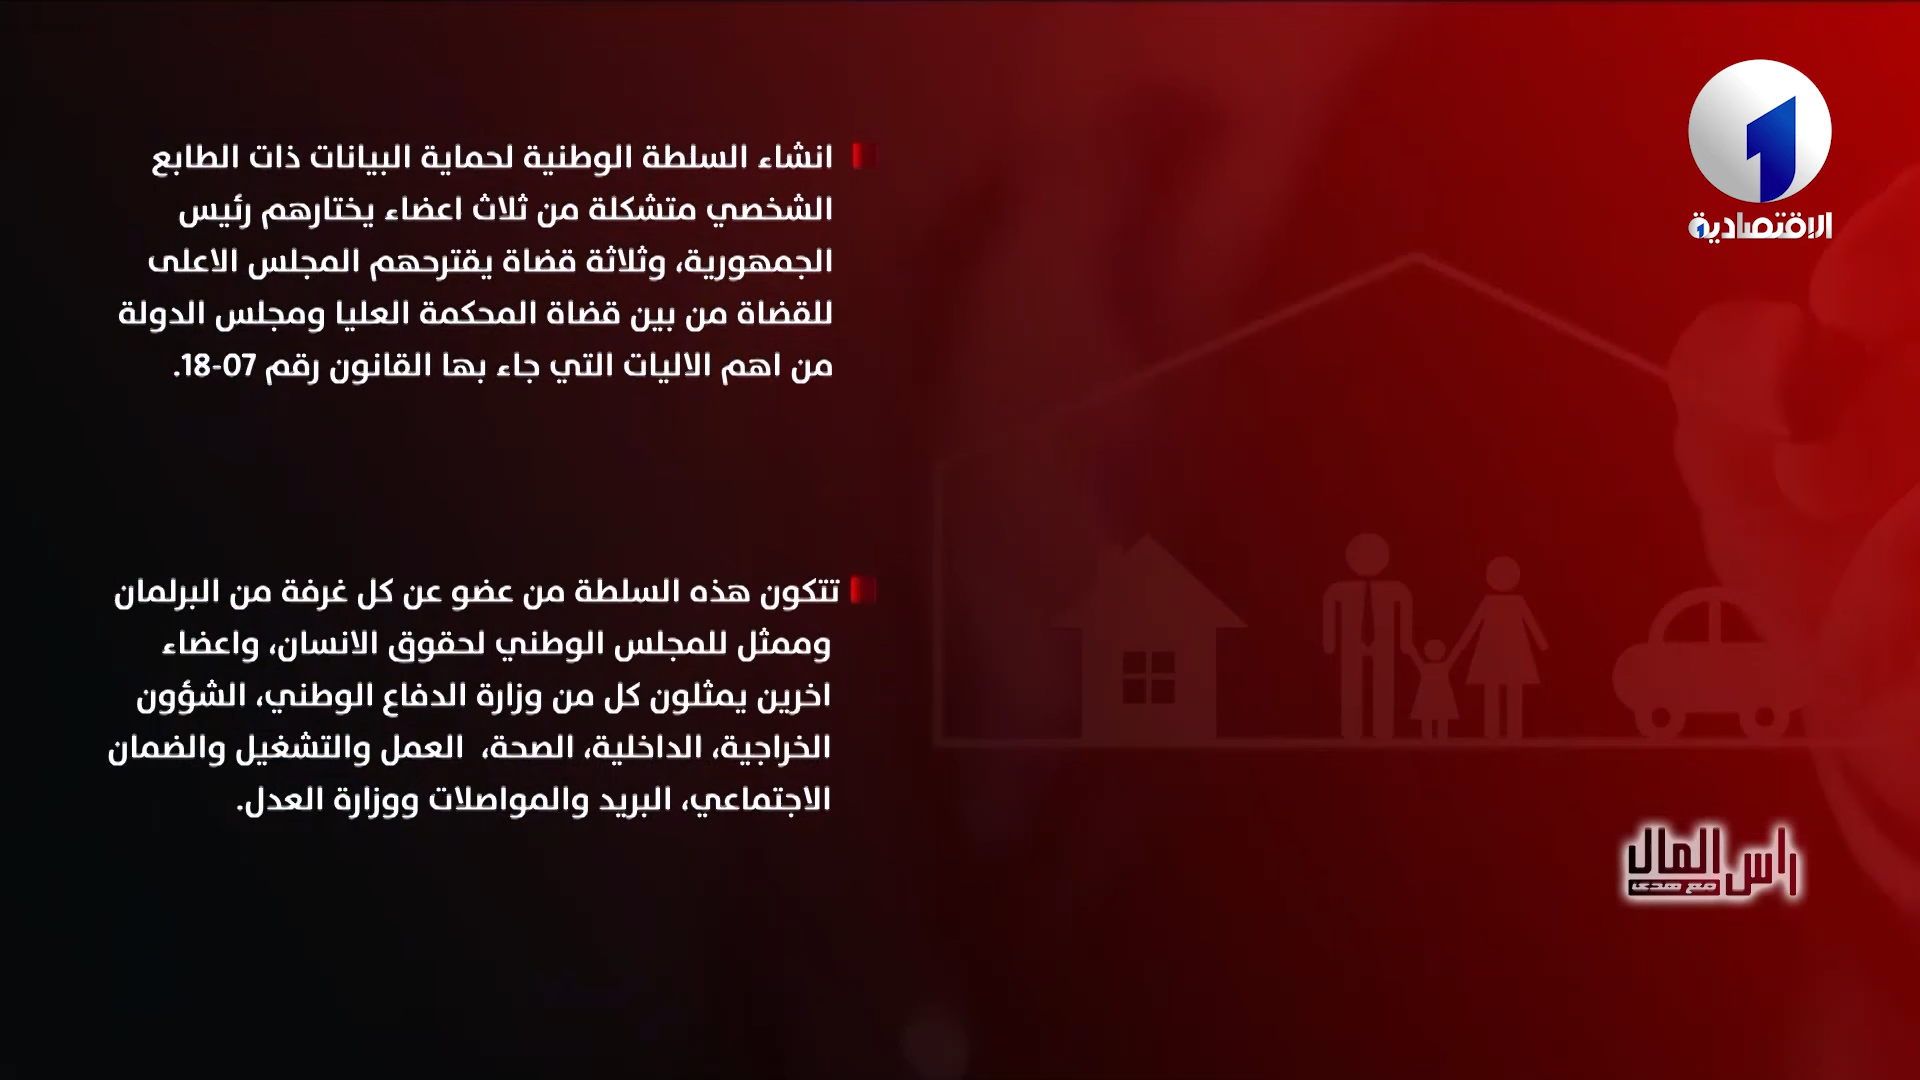 انشاء السلطة الوطنية لحماية البيانات ذات الطابع
الشخصي متشكلة من ثلاث اعضاء يختارهم رئيس
الجمهورية، وثلاثة قضاة يقترحهم المجلس الاعلى
للقضاة من بين قضاة المحكمة العليا ومجلس الدولة
من اهم الاليات التي جاء بها القانون رقم 07-18.
تتكون هذه السلطة من عضو عن كل غرفة من البرلمان
وممثل للمجلس الوطني لحقوق الانسان، واعضاء
اخرين يمثلون كل من وزارة الدفاع الوطني، الشؤون
الخراجية، الداخلية، الصحة، العمل والتشغيل والضمان
الاجتماعي، البريد والمواصلات ووزارة العدل.
1
الاقتصادية
راس المال
مع هدى